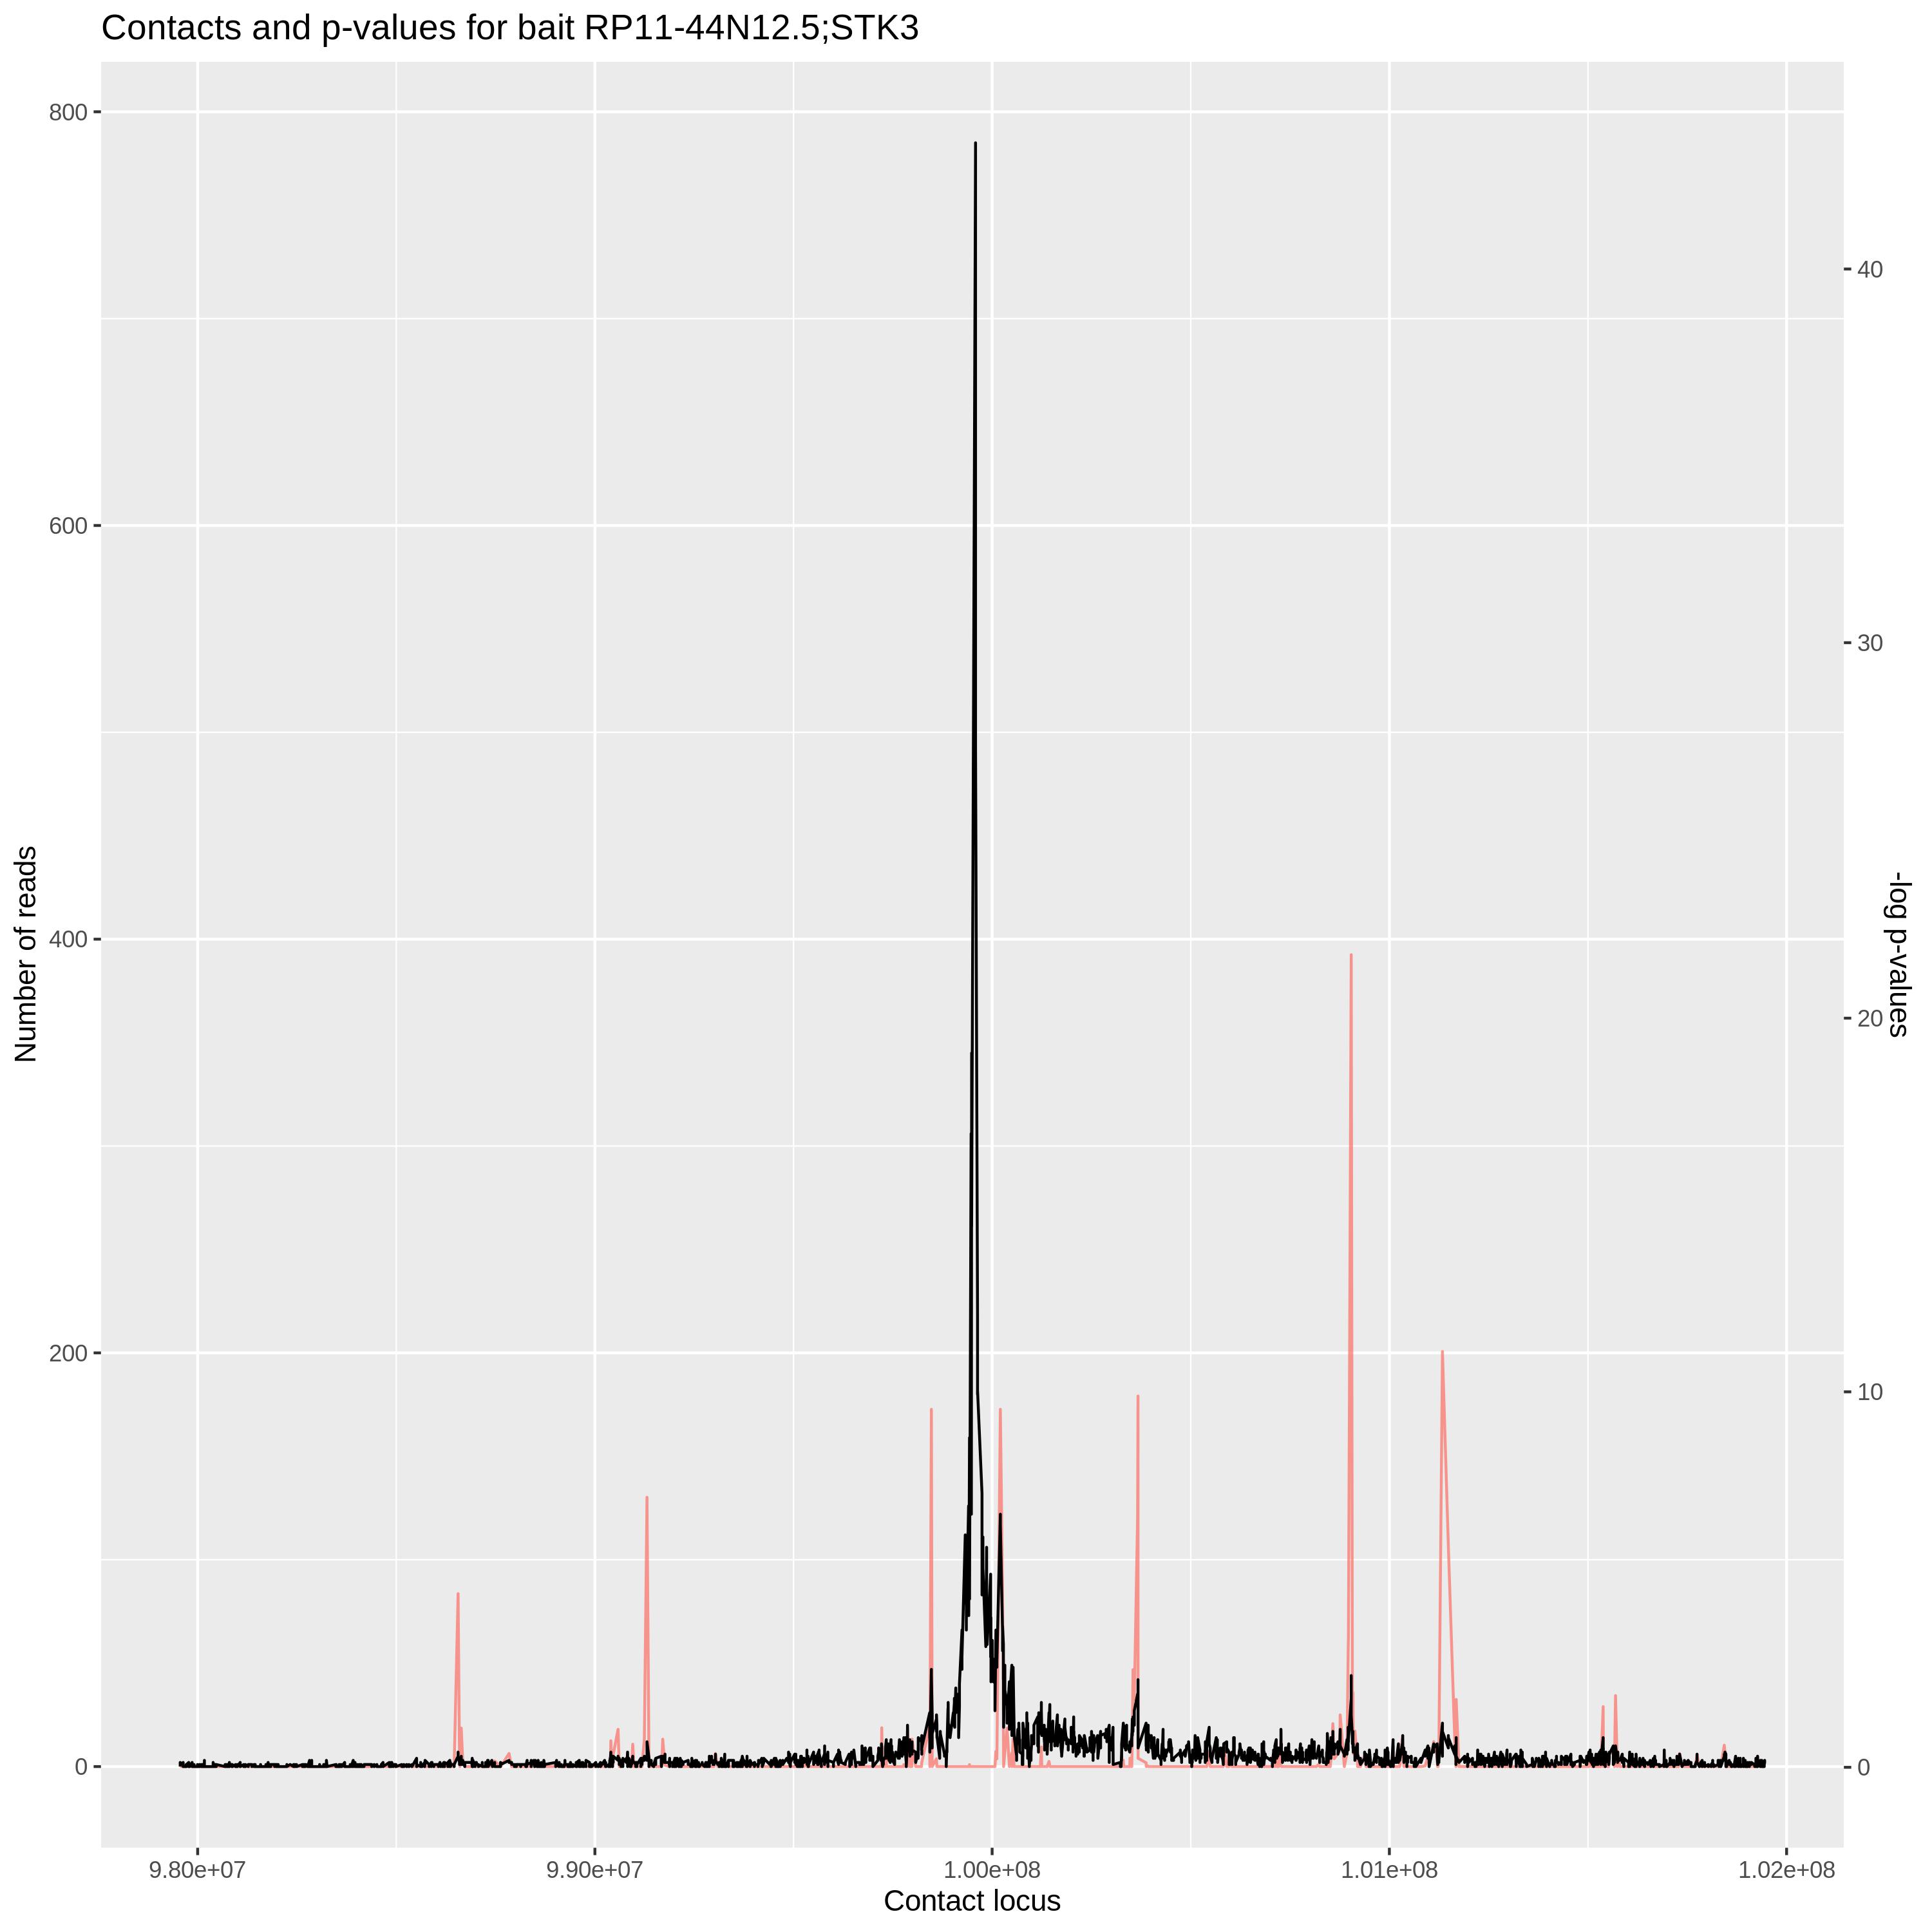 Contacts and p-values for bait RP11-44N12.5;STK3
800
600
400
200
0
Number of reads
40
30
20
10
0
-log p-values
9.80e+07 9.90e+07 1.00e+08 1.01e+08 1.02e+08
Contact locus